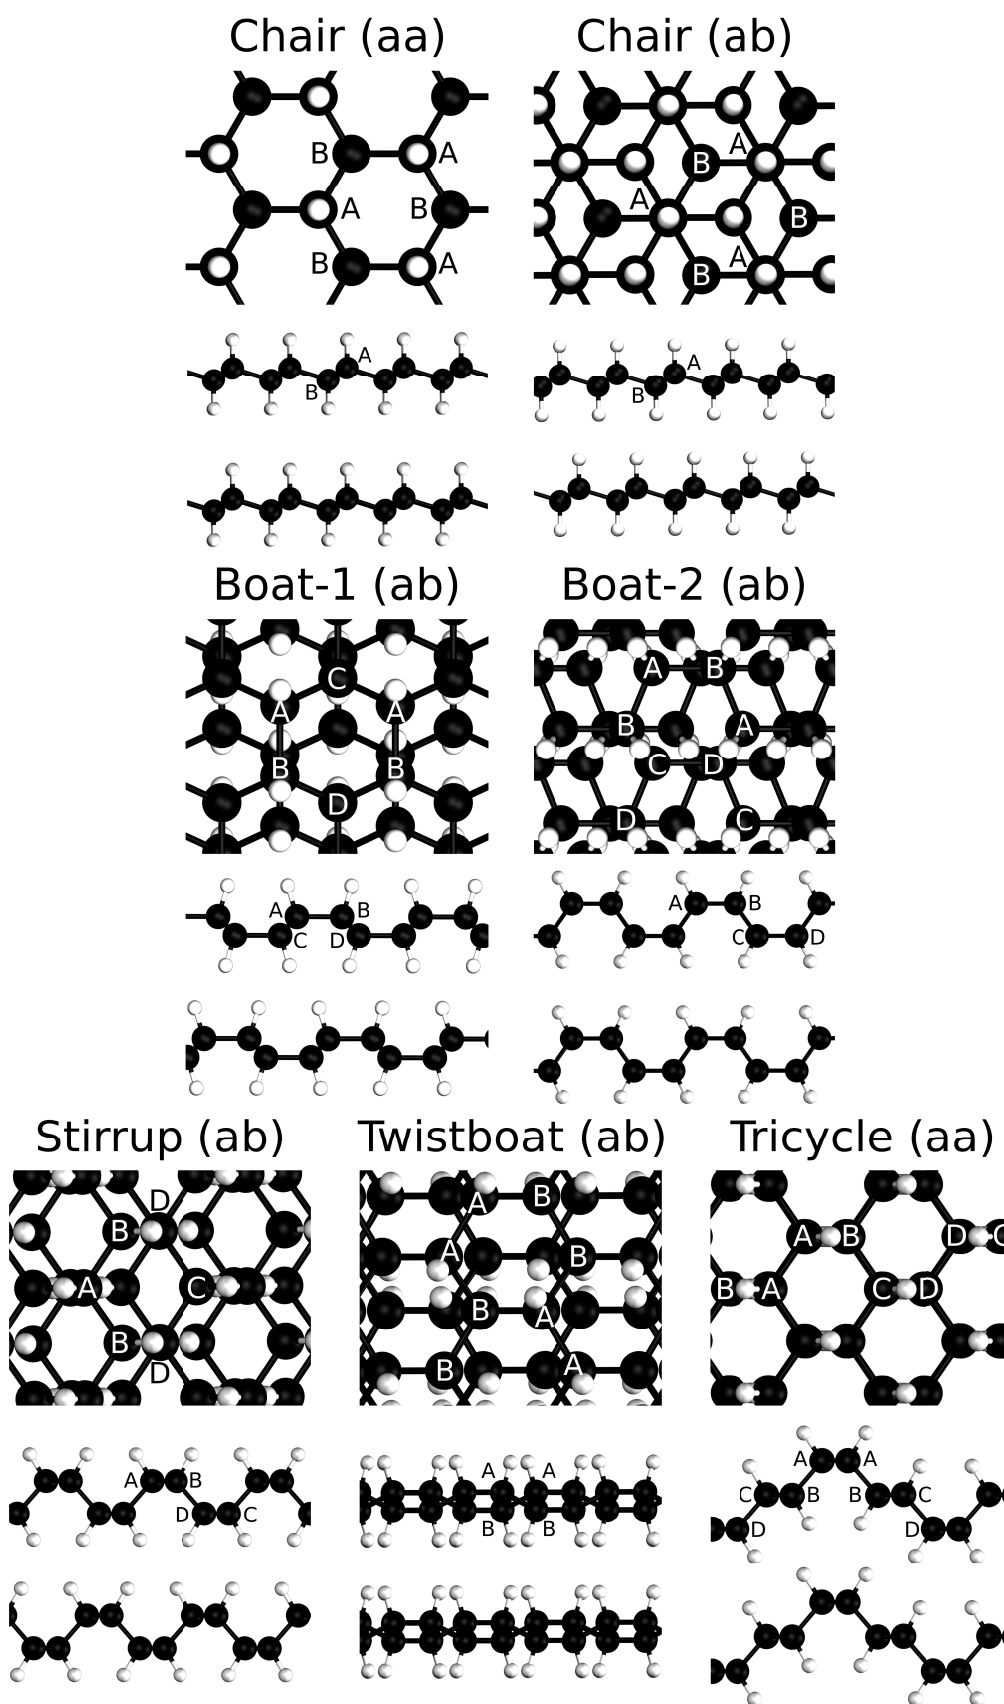 Chair (aa) Chair (ab)
A
B A B
A A
B B
A
B A B
A A
B B
Boat-1 (ab) Boat-2 (ab)
C A B
A A
B A
B B C D
D D C
A B A B
C D C D
Stirrup (ab) Twistboat (ab) Tricycle (aa)
D A B
B A B D C
A B
A C B A B A C D
B
D B A
A B A A A A
C B B C
D C B B D D